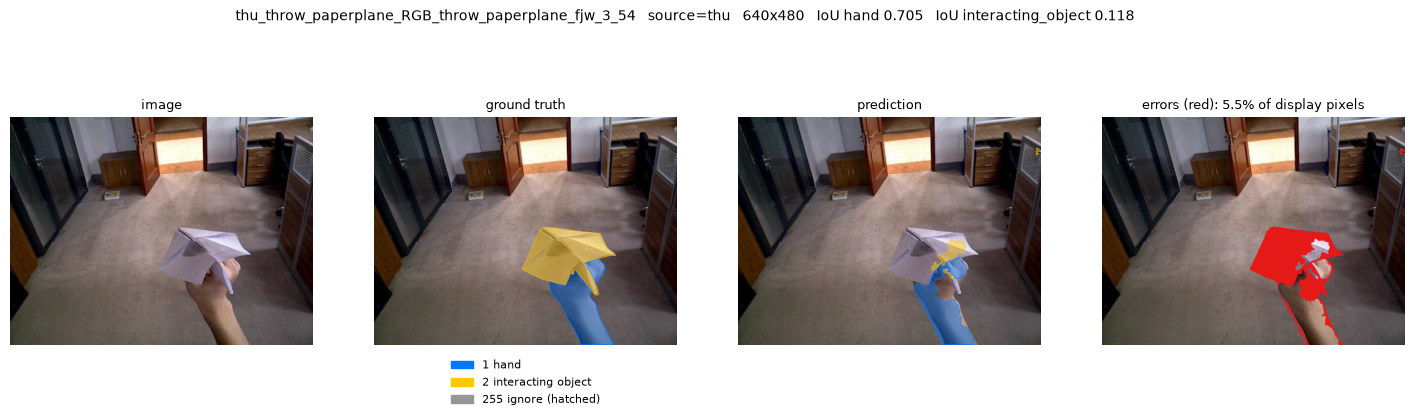 thu_throw_paperplane_RGB_throw_paperplane_fjw_3_54   source=thu   640x480   IoU hand 0.705   IoU interacting_object 0.118
image
ground truth
prediction
errors (red): 5.5% of display pixels
1 hand
2 interacting object
255 ignore (hatched)